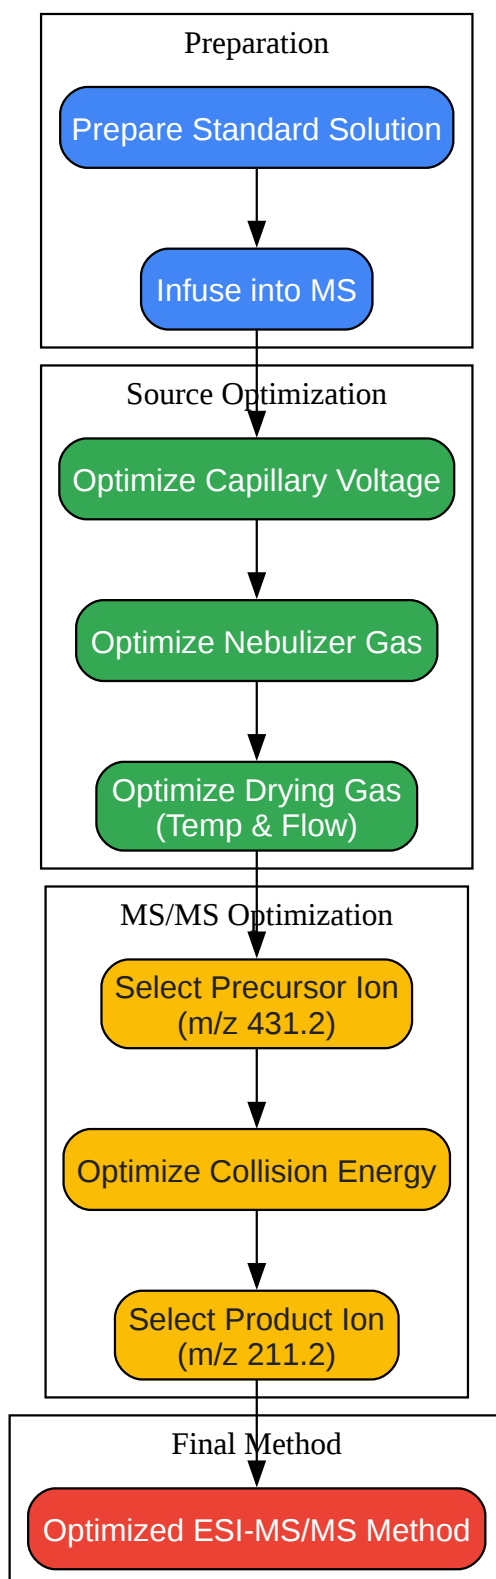 Preparation
Prepare Standard Solution
Infuse into MS
Source Optimization
Optimize Capillary Voltage
Optimize Nebulizer Gas
Optimize Drying Gas
(Temp & Flow)
MS/MS Optimization
Select Precursor Ion
(m/z 431.2)
Optimize Collision Energy
Select Product Ion
(m/z 211.2)
Final Method
Optimized ESI-MS/MS Method